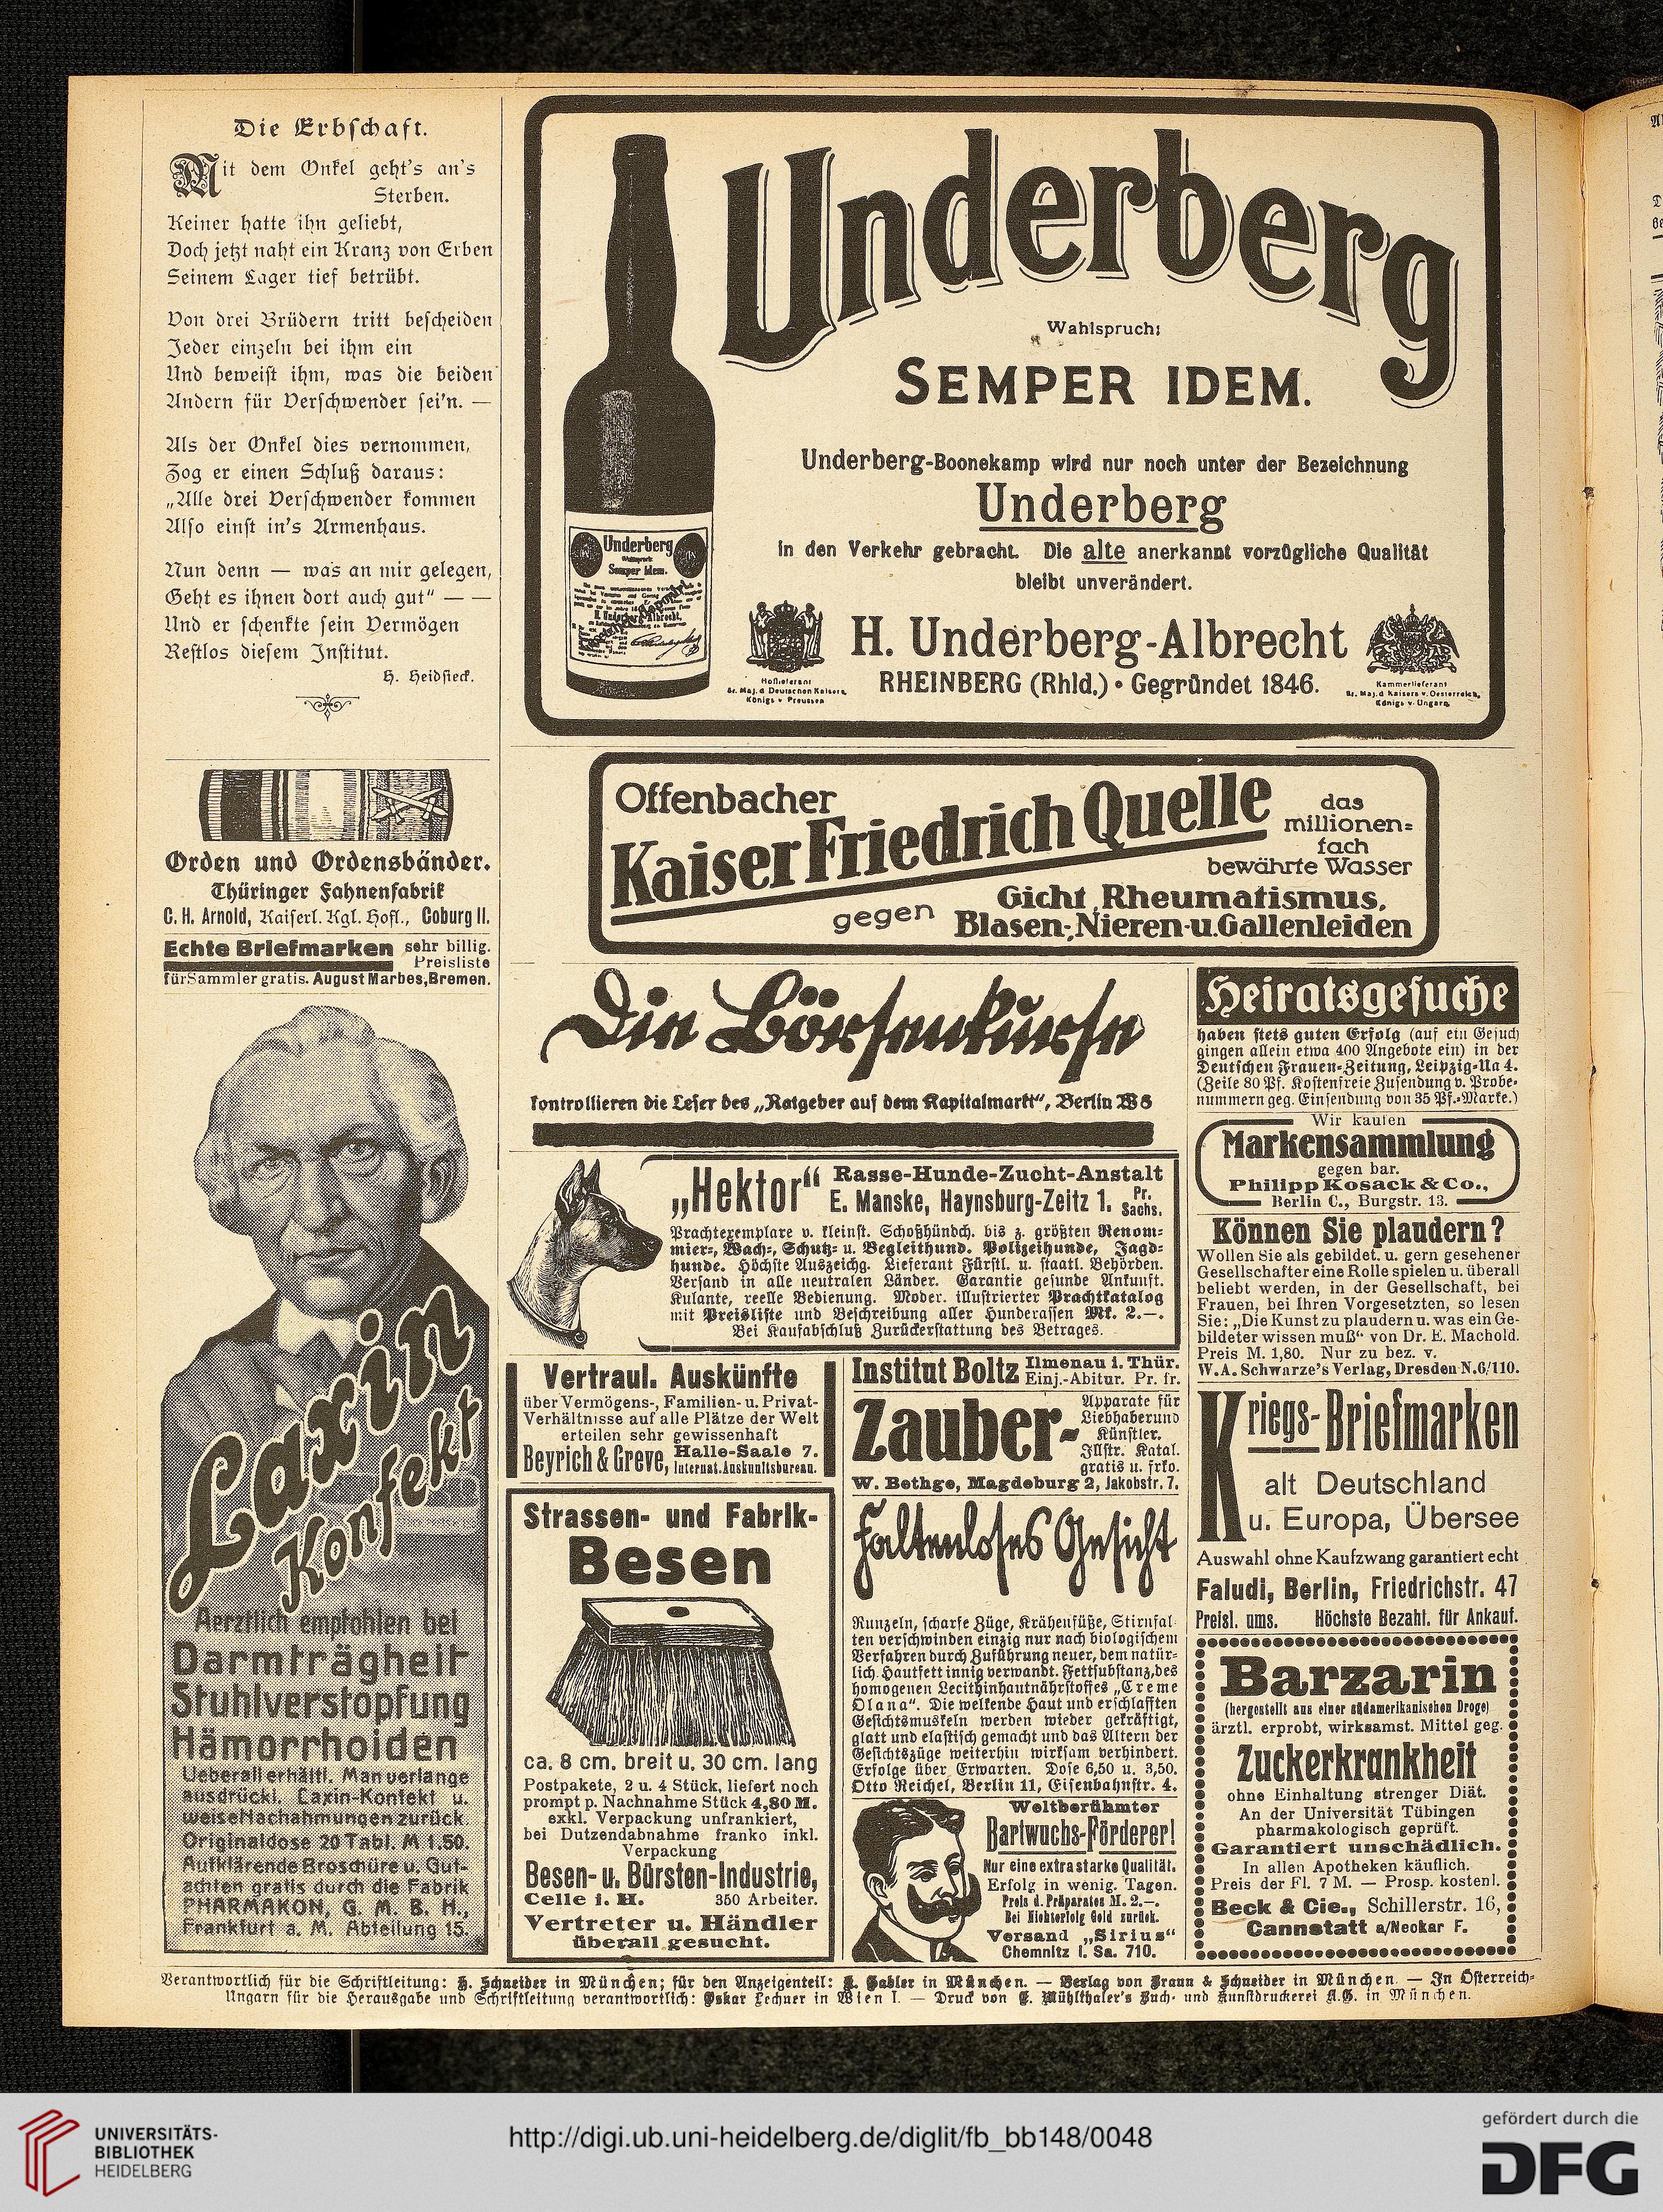 Die Erbschaft.
Mit dem Onkel geht's an's
Sterben.
Keiner hatte ihn geliebt,
Doch jetzt naht ein Kranz von Erben
Seinem Lager tief betrübt.
Von drei Brüdern tritt bescheiden
Jeder einzeln bei ihm ein
Und beweist ihm, was die beiden
Andern für Verschwender sei'n. —
Als der Onkel dies vernommen,
Zog er einen Schluß daraus:
„Alle drei Verschwender kommen
Also einst in's Armenhaus.
Nun denn — was an mir gelegen,
Geht es ihnen dort auch gut" — —
Und er schenkte sein Vermögen
Restlos diesem Institut.
H. Heidsieck.
Orden und Ordensbänder.
Thüringer Fahnenfabrik
C. H. Arnold, Kaiserl. Kgl. Hofl., Coburg II.
Echte Briefmarken sehr billig.
Preisliste
für Sammler gratis. August Marbes, Bremen.
Laxin
Konfekt
Aerztlich empfohlen bei
Darmträgheit
Stuhlverstopfung
Hämorrhoiden
Ueberall erhältl. Man verlange
ausdrückl. Laxin-Konfekt u.
weise Nachahmungen zurück.
Originaldose 20 Tabl. M 1.50.
Aufklärende Broschüre u. Gut-
achten gratis durch die Fabrik
PHARMAKON, G. M. B. H.,
Frankfurt a. M. Abteilung 15.
Underberg
Wahlspruch:
SEMPER IDEM.
Underberg-Boonekamp wird nur noch unter der Bezeichnung
Underberg
in den Verkehr gebracht. Die alte anerkannt vorzügliche Qualität
bleibt unverändert.
H. Underberg-Albrecht
RHEINBERG (Rhld.) • Gegründet 1846.
Hoflieferant
Sr. Maj. d Deutschen Kaisers,
Königs v Preussen
Kammerlieferant
Sr. Maj. d Kaisers v. Oesterreich,
Königs v. Ungarn.
Underberg
Semper Idem.
Offenbacher
Kaiser Friedrich Quelle
das
millionen-
fach
bewährte Wasser
gegen Gicht, Rheumatismus,
Blasen-, Nieren- u. Gallenleiden
Die Börsenkurse
kontrollieren die Leser des „Ratgeber auf dem Kapitalmarkt", Berlin W 8
„Hektor" Rasse-Hunde-Zucht-Anstalt
E. Manske, Haynsburg-Zeitz 1. Pr. Sachs.
Prachtexemplare v. kleinst. Schoßhündch. bis z. größten Renom-
mier-, Wach-, Schutz- u. Begleithund. Polizeihunde, Jagd-
hunde. Höchste Auszeichg. Lieferant Fürstl. u. staatl. Behörden.
Versand in alle neutralen Länder. Garantie gesunde Ankunft.
Kulante, reelle Bedienung. Moder. illustrierter Prachtkatalog
mit Preisliste und Beschreibung aller Hunderassen Mk. 2.—.
Bei Kaufabschluß Zurückerstattung des Betrages.
Vertraul. Auskünfte
über Vermögens-, Familien- u. Privat-
Verhältnisse auf alle Plätze der Welt
erteilen sehr gewissenhaft
Beyrich & Greve, Halle-Saale 7.
Internat. Auskunftsbureau.
Strassen- und Fabrik-
Besen
ca. 8 cm. breit u. 30 cm. lang
Postpakete, 2 u. 4 Stück, liefert noch
prompt p. Nachnahme Stück 4,80 M.
exkl. Verpackung unfrankiert,
bei Dutzendabnahme franko inkl.
Verpackung
Besen- u. Bürsten-Industrie,
Celle i. H. 350 Arbeiter.
Vertreter u. Händler
überall gesucht.
Institut Boltz Ilmenau i. Thür.
Einj.-Abitur. Pr. fr.
Zauber-
Apparate für
Liebhaber und
Künstler.
Illstr. Katal.
gratis u. frko.
W. Bethge, Magdeburg 2, Jakobstr. 7.
Faltenloses Gesicht
Runzeln, scharfe Züge, Krähenfüße, Stirnfal-
ten verschwinden einzig nur nach biologischem
Verfahren durch Zuführung neuer, dem natür-
lich. Hautfett innig verwandt. Fettsubstanz, des
homogenen Lecithinhautnährstoffes „Creme
Olana". Die welkende Haut und erschlafften
Gesichtsmuskeln werden wieder gekräftigt,
glatt und elastisch gemacht und das Altern der
Gesichtszüge weiterhin wirksam verhindert.
Erfolge über Erwarten. Dose 6,50 u. 3,50.
Otto Reichel, Berlin 11, Eisenbahnstr. 4.
Weltberühmter
Bartwuchs-Förderer!
Nur eine extra starke Qualität.
Erfolg in wenig. Tagen.
Preis d. Präparates M. 2.—.
Bei Nichterfolg Geld zurück.
Versand „Sirius"
Chemnitz i. Sa. 710.
Heiratsgesuche
haben stets guten Erfolg (auf ein Gesuch
gingen allein etwa 400 Angebote ein) in der
Deutschen Frauen-Zeitung, Leipzig-Ua 4.
(Zeile 80 Pf. Kostenfreie Zusendung v. Probe-
nummern geg. Einsendung von 35 Pf.-Marke.)
Wir kaufen
Markensammlung
gegen bar.
Philipp Kosack & Co.,
Berlin C., Burgstr. 13.
Können Sie plaudern?
Wollen Sie als gebildet. u. gern gesehener
Gesellschafter eine Rolle spielen u. überall
beliebt werden, in der Gesellschaft, bei
Frauen, bei Ihren Vorgesetzten, so lesen
Sie: „Die Kunst zu plaudern u. was ein Ge-
bildeter wissen muß" von Dr. E. Machold.
Preis M. 1,80. Nur zu bez. v.
W. A. Schwarze's Verlag, Dresden N. 6/110.
Kriegs-Briefmarken
alt Deutschland
u. Europa, Übersee
Auswahl ohne Kaufzwang garantiert echt
Faludi, Berlin, Friedrichstr. 47
Preisl. ums. Höchste Bezahl. für Ankauf.
Barzarin
(hergestellt aus einer südamerikanischen Droge)
ärztl. erprobt, wirksamst. Mittel geg.
Zuckerkrankheit
ohne Einhaltung strenger Diät.
An der Universität Tübingen
pharmakologisch geprüft.
Garantiert unschädlich.
In allen Apotheken käuflich.
Preis der Fl. 7 M. — Prosp. kostenl.
Beck & Cie., Schillerstr. 16,
Cannstatt a/Neckar F.
Verantwortlich für die Schriftleitung: H. Schneider in München; für den Anzeigenteil: E. Gabler in München. — Verlag von Braun & Schneider in München. — In Österreich-
Ungarn für die Herausgabe und Schriftleitung verantwortlich: Oskar Lechner in Wien I. — Druck von E. Mühlthaler's Buch- und Kunstdruckerei A.G. in München.
UNIVERSITÄTS-
BIBLIOTHEK
HEIDELBERG
http://digi.ub.uni-heidelberg.de/diglit/fb_bb148/0048
gefördert durch die
DFG